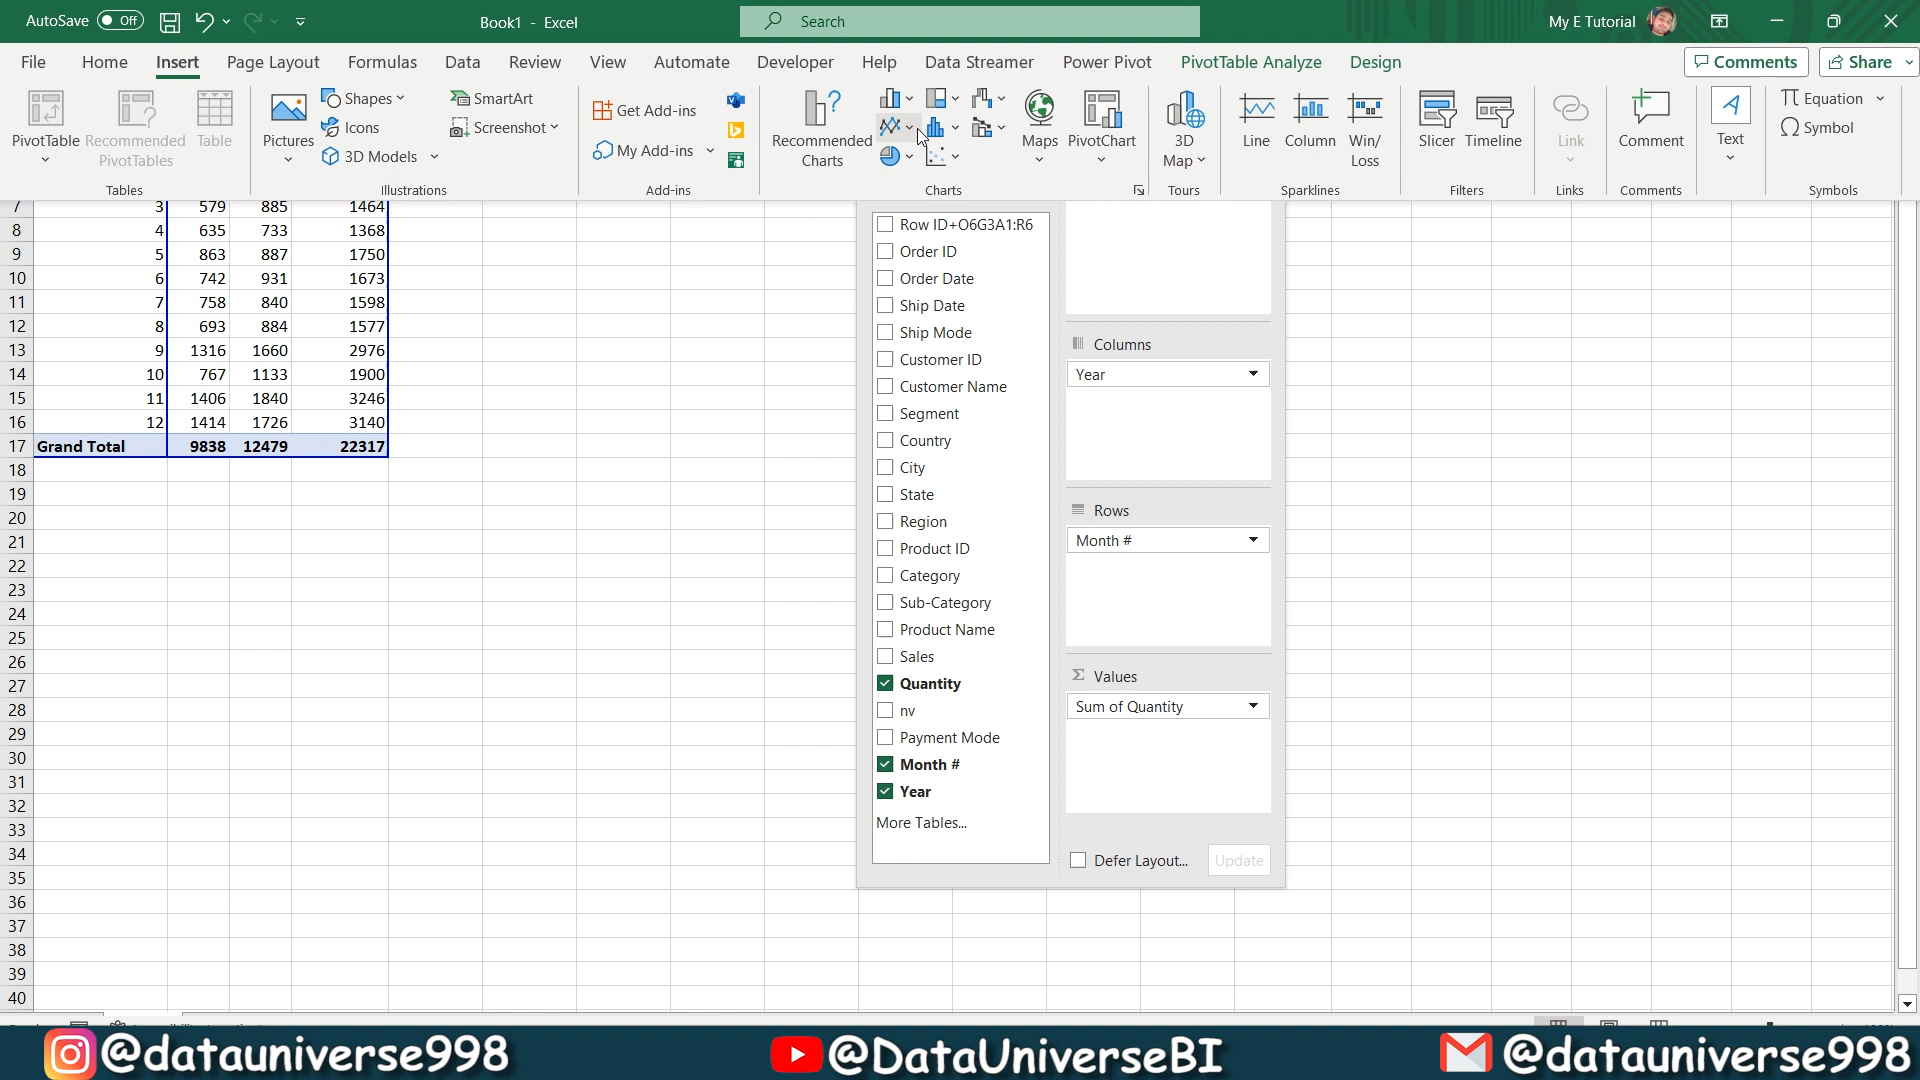 AutoSave Off
Book1 - Excel
Search
My E Tutorial
File Home Insert Page Layout Formulas Data Review View Automate Developer Help Data Streamer Power Pivot PivotTable Analyze Design
Comments Share
PivotTable
Recommended PivotTables
Table
Tables
Pictures
Shapes
Icons
3D Models
SmartArt
Screenshot
Illustrations
Get Add-ins
My Add-ins
Add-ins
Recommended Charts
Maps
PivotChart
Charts
3D Map
Tours
Line
Column
Win/ Loss
Sparklines
Slicer
Timeline
Filters
Link
Links
Comment
Comments
Text
Equation
Symbol
Symbols
7 3 579 885 1464
8 4 635 733 1368
9 5 863 887 1750
10 6 742 931 1673
11 7 758 840 1598
12 8 693 884 1577
13 9 1316 1660 2976
14 10 767 1133 1900
15 11 1406 1840 3246
16 12 1414 1726 3140
17 Grand Total 9838 12479 22317
18
19
20
21
22
23
24
25
26
27
28
29
30
31
32
33
34
35
36
37
38
39
40
Row ID+O6G3A1:R6
Order ID
Order Date
Ship Date
Ship Mode
Customer ID
Customer Name
Segment
Country
City
State
Region
Product ID
Category
Sub-Category
Product Name
Sales
Quantity
nv
Payment Mode
Month #
Year
More Tables...
Columns
Year
Rows
Month #
Σ Values
Sum of Quantity
Defer Layout...
Update
@datauniverse998
@DataUniverseBI
@datauniverse998